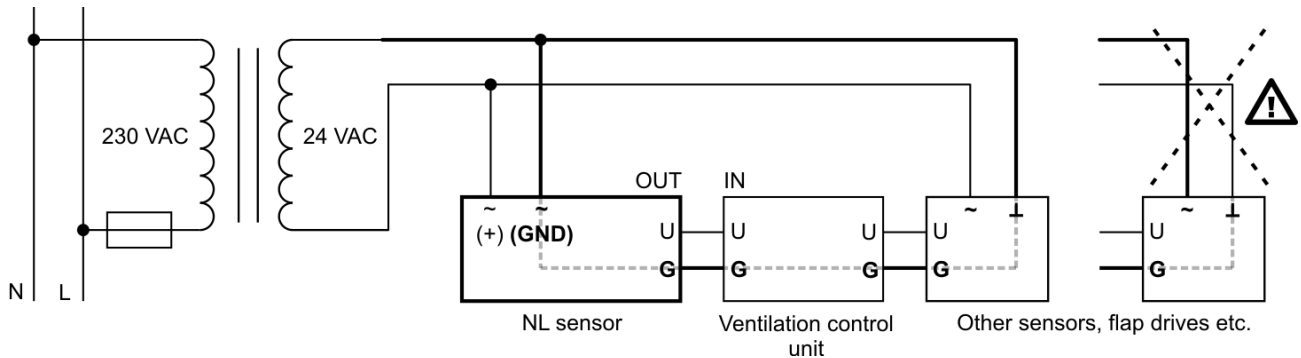 230 VAC
24 VAC
OUT IN
~ ~ ~ ⊥ ~ ⊥
(+) (GND) U U U U U
G G G G G
N L
NL sensor
Ventilation control
unit
Other sensors, flap drives etc.